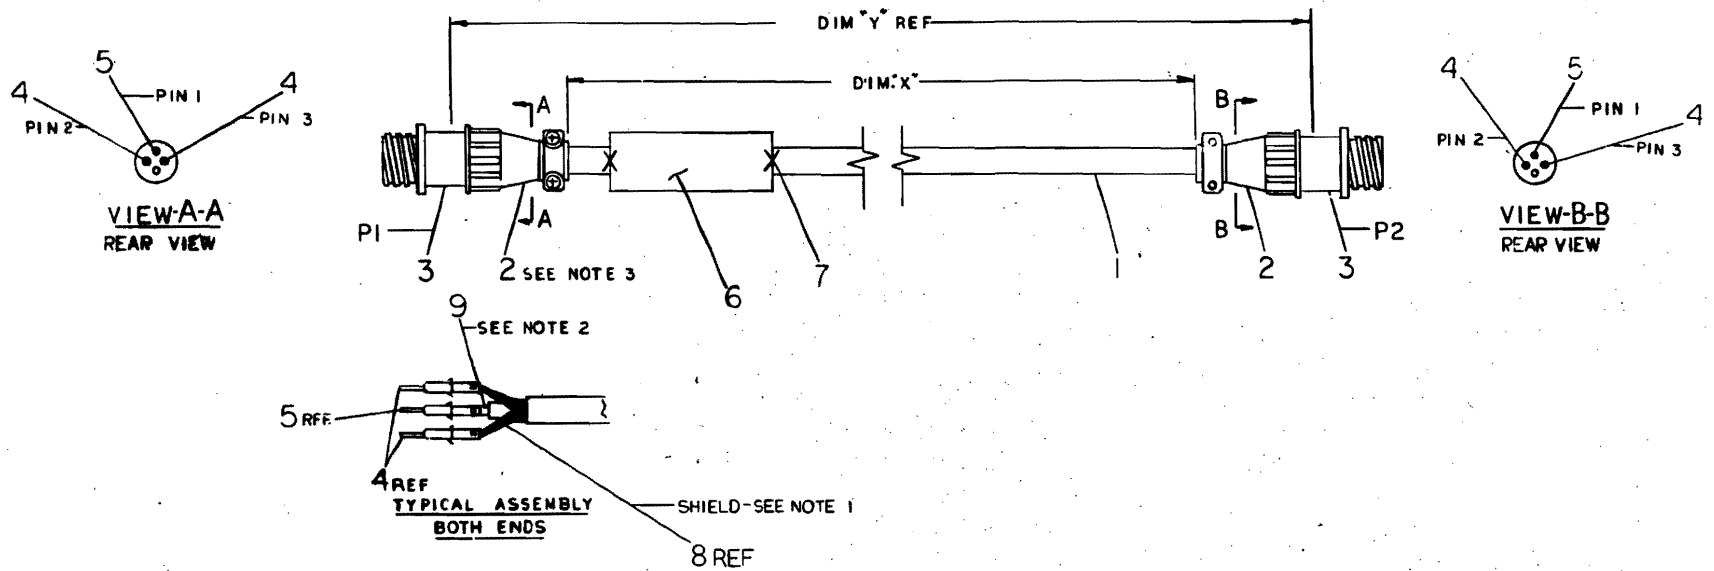 DIM "Y" REF
DIM."X"
5
4
PIN 1
4
PIN 2
PIN 3
VIEW-A-A
REAR VIEW
A
A
P1
3
2 SEE NOTE 3
6
7
B
B
1
2
3
P2
4
5
PIN 1
4
PIN 2
PIN 3
VIEW-B-B
REAR VIEW
9
SEE NOTE 2
5 REF.
4 REF
TYPICAL ASSEMBLY
BOTH ENDS
SHIELD-SEE NOTE 1
8 REF